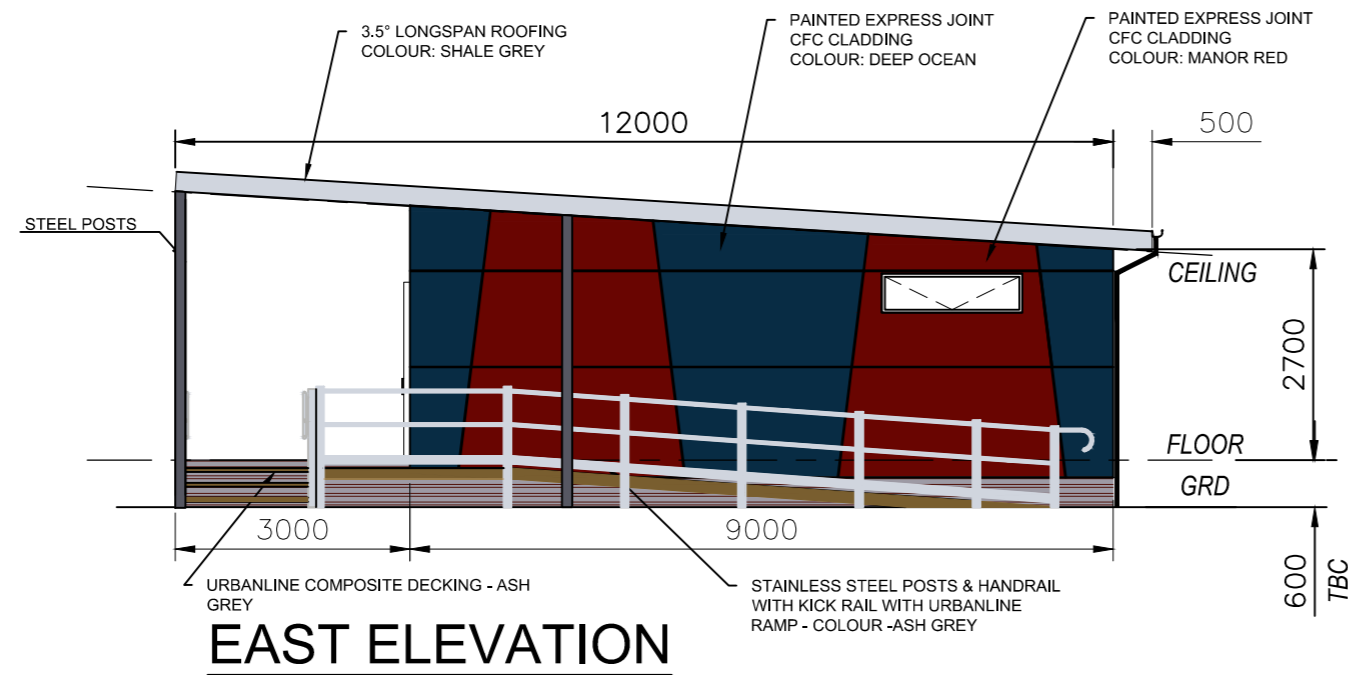 3.5° LONGSPAN ROOFING
COLOUR: SHALE GREY
PAINTED EXPRESS JOINT
CFC CLADDING
COLOUR: DEEP OCEAN
PAINTED EXPRESS JOINT
CFC CLADDING
COLOUR: MANOR RED
12000
500
STEEL POSTS
CEILING
2700
FLOOR
GRD
3000
9000
600
TBC
URBANLINE COMPOSITE DECKING - ASH
GREY
STAINLESS STEEL POSTS & HANDRAIL
WITH KICK RAIL WITH URBANLINE
RAMP - COLOUR -ASH GREY
EAST ELEVATION